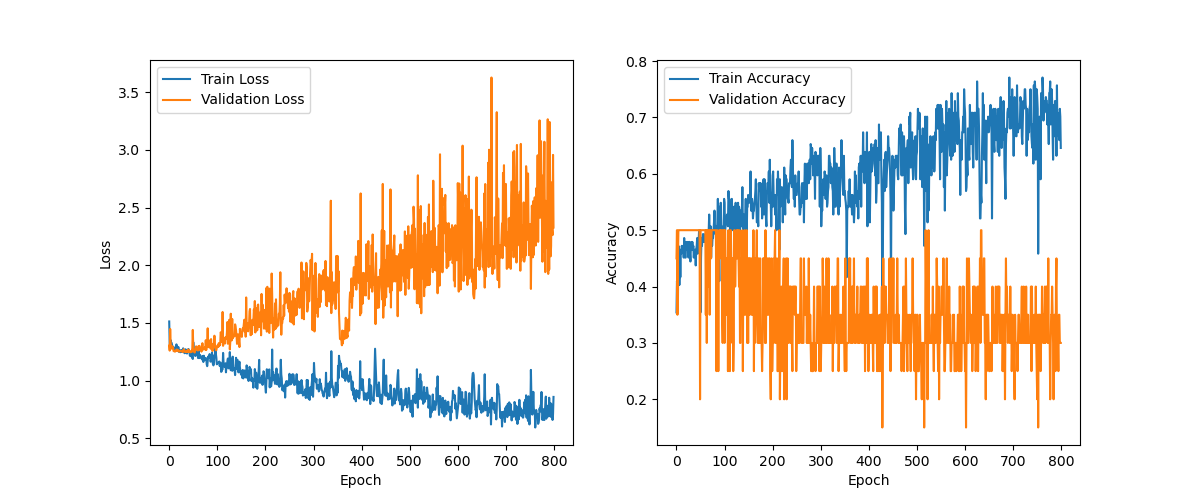 Train Loss
Validation Loss
3.5
3.0
2.5
2.0
1.5
1.0
0.5
Loss
0 100 200 300 400 500 600 700 800
Epoch
Train Accuracy
Validation Accuracy
0.8
0.7
0.6
0.5
0.4
0.3
0.2
Accuracy
0 100 200 300 400 500 600 700 800
Epoch